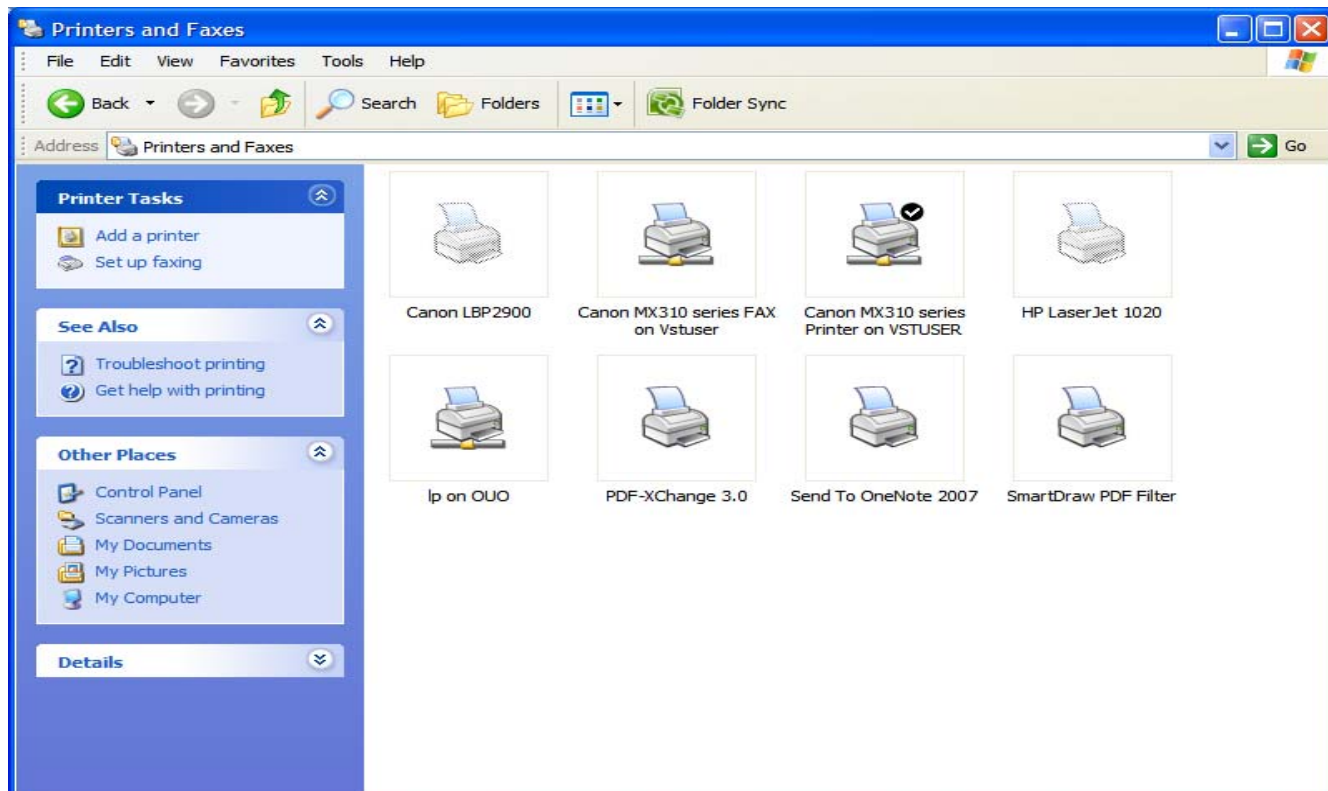 Printers and Faxes
File Edit View Favorites Tools Help
Back Search Folders Folder Sync
Address Printers and Faxes Go
Printer Tasks
Add a printer
Set up faxing
See Also
Troubleshoot printing
Get help with printing
Other Places
Control Panel
Scanners and Cameras
My Documents
My Pictures
My Computer
Details
Canon LBP2900
Canon MX310 series FAX
on Vstuser
Canon MX310 series
Printer on VSTUSER
HP LaserJet 1020
lp on OUO
PDF-XChange 3.0
Send To OneNote 2007
SmartDraw PDF Filter